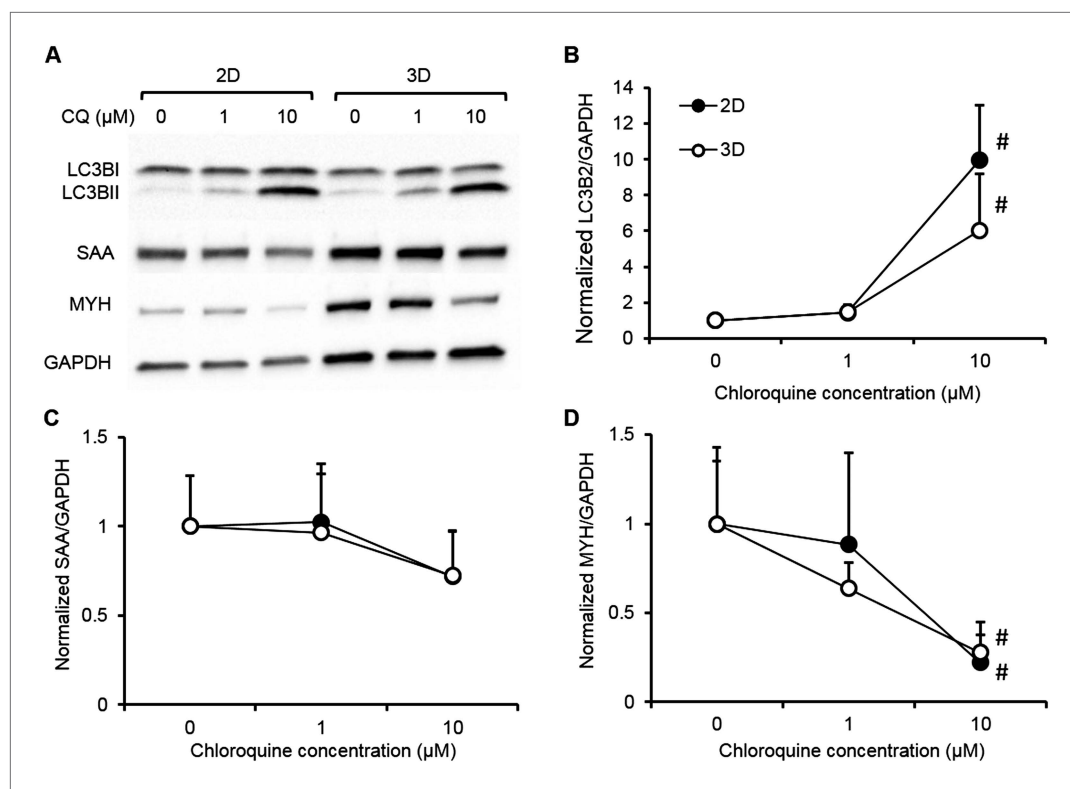 A
2D 3D
CQ (µM) 0 1 10 0 1 10
LC3BI
LC3BII
SAA
MYH
GAPDH
B
Normalized LC3B2/GAPDH
14
12
10
8
6
4
2
0
2D
3D
#
#
0 1 10
Chloroquine concentration (µM)
C
Normalized SAA/GAPDH
1.5
1
0.5
0
0 1 10
Chloroquine concentration (µM)
D
Normalized MYH/GAPDH
1.5
1
0.5
0
#
#
0 1 10
Chloroquine concentration (µM)